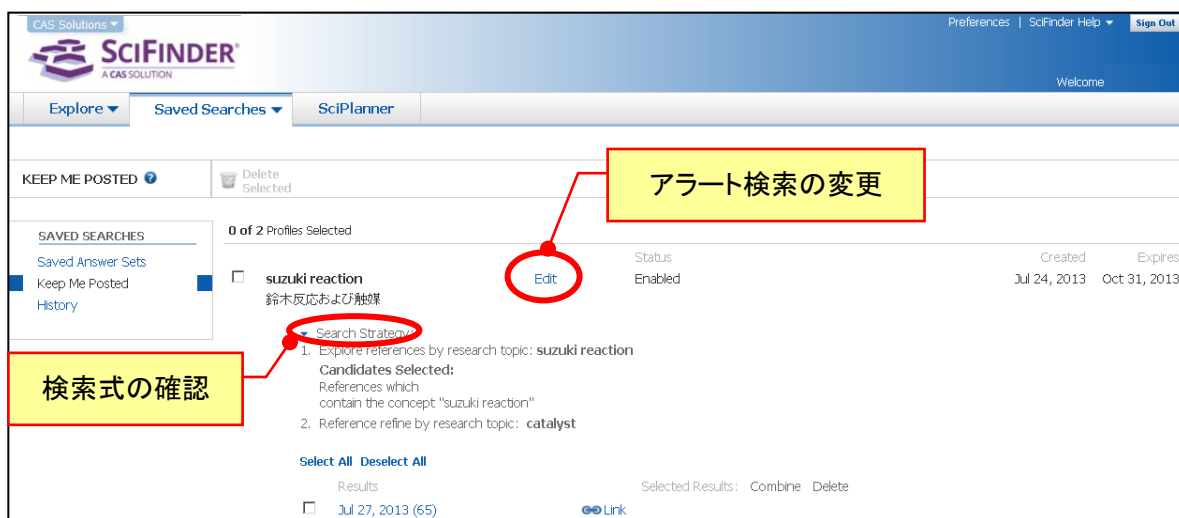 CAS Solutions
Preferences | SciFinder Help Sign Out
SCIFINDER®
A CAS SOLUTION
Welcome
Explore Saved Searches SciPlanner
KEEP ME POSTED
Delete
Selected
アラート検索の変更
SAVED SEARCHES
Saved Answer Sets
Keep Me Posted
History
0 of 2 Profiles Selected
Status Created Expires
suzuki reaction Edit Enabled Jul 24, 2013 Oct 31, 2013
鈴木反応および触媒
Search Strategy:
1. Explore references by research topic: suzuki reaction
Candidates Selected:
References which
contain the concept "suzuki reaction"
2. Reference refine by research topic: catalyst
検索式の確認
Select All Deselect All
Results Selected Results: Combine Delete
Jul 27, 2013 (65) Link